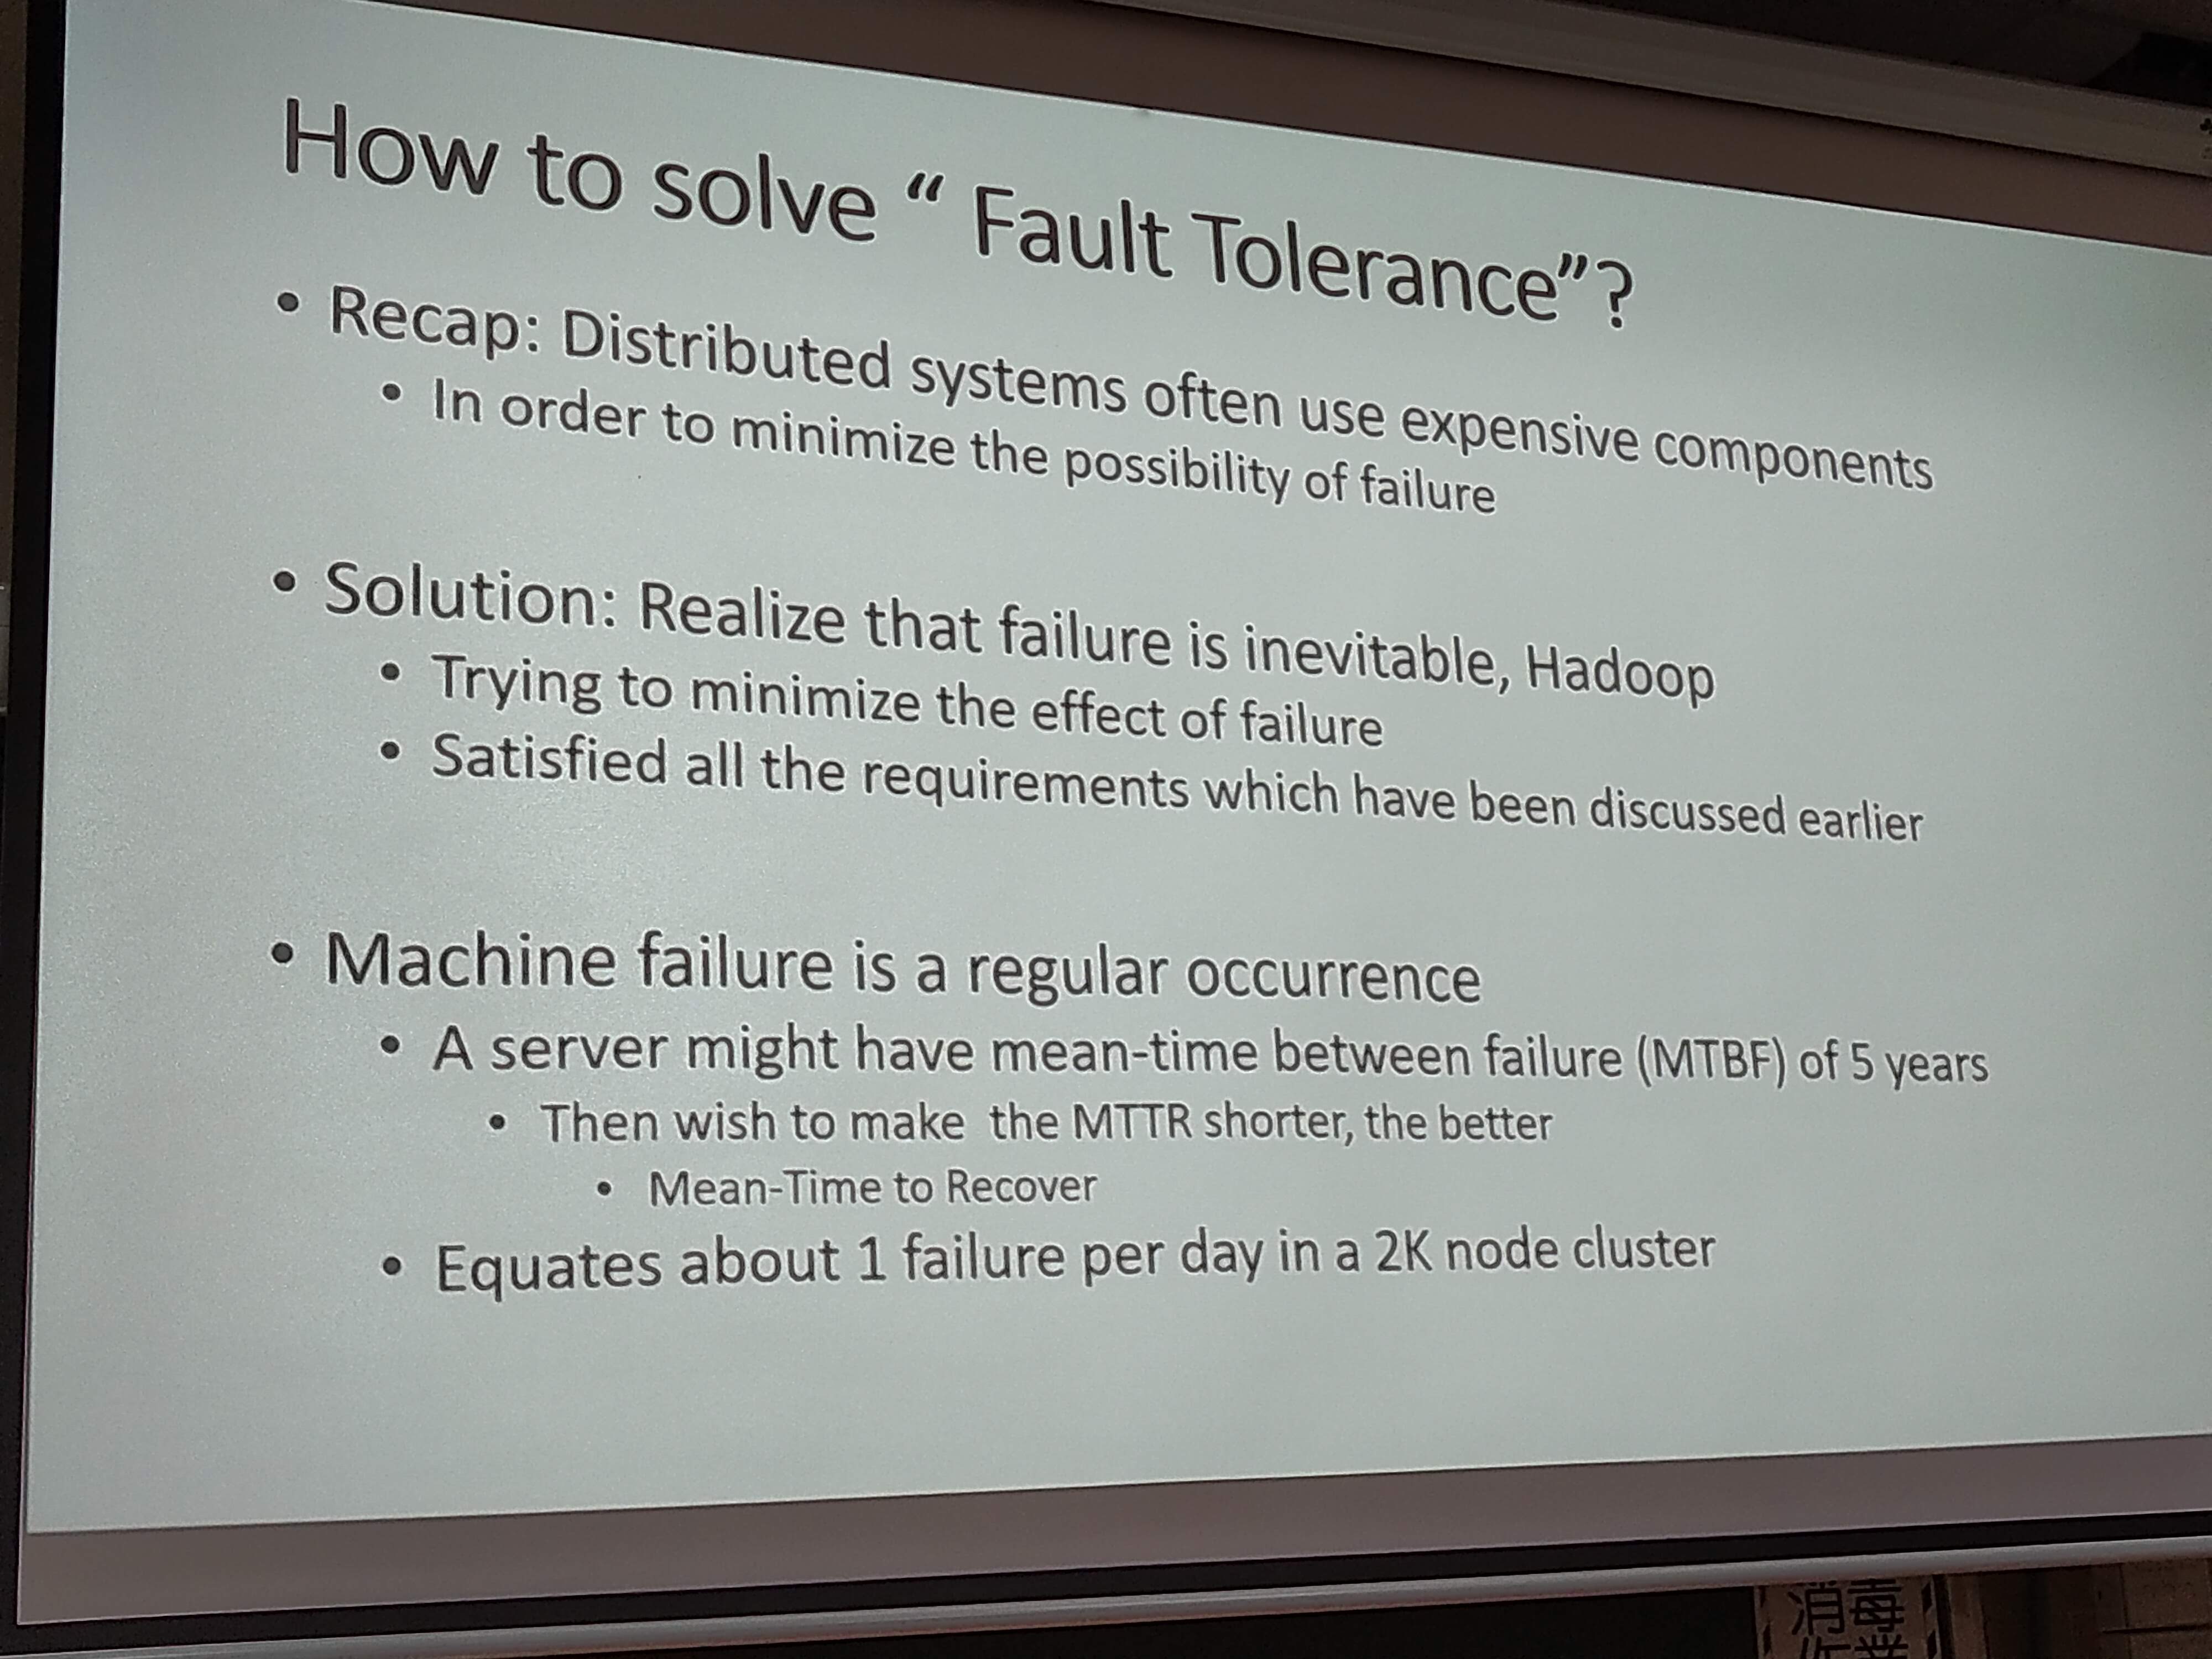 How to solve “ Fault Tolerance”?
• Recap: Distributed systems often use expensive components
• In order to minimize the possibility of failure
• Solution: Realize that failure is inevitable, Hadoop
• Trying to minimize the effect of failure
• Satisfied all the requirements which have been discussed earlier
• Machine failure is a regular occurrence
• A server might have mean-time between failure (MTBF) of 5 years
• Then wish to make  the MTTR shorter, the better
• Mean-Time to Recover
• Equates about 1 failure per day in a 2K node cluster
消毒